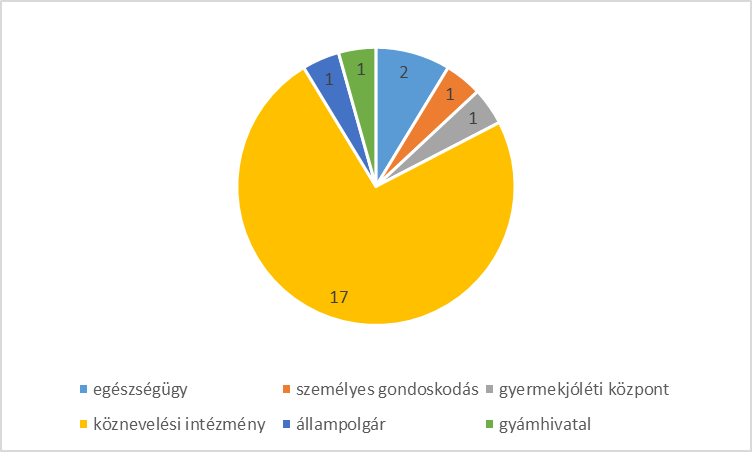 1
1
2
1
1
17
egészségügy
személyes gondoskodás
gyermekjóléti központ
köznevelési intézmény
állampolgár
gyámhivatal